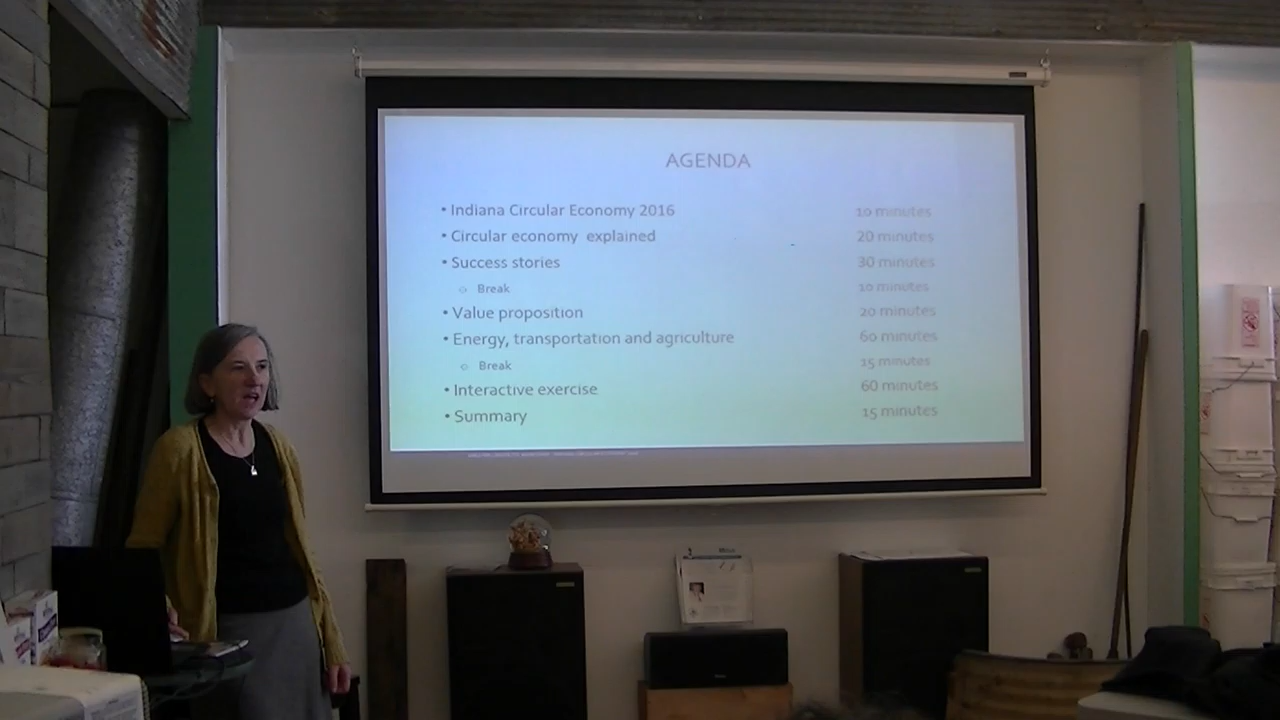 AGENDA
• Indiana Circular Economy 2016 10 minutes
• Circular economy explained 20 minutes
• Success stories 30 minutes
○ Break 10 minutes
• Value proposition 20 minutes
• Energy, transportation and agriculture 60 minutes
○ Break 15 minutes
• Interactive exercise 60 minutes
• Summary 15 minutes